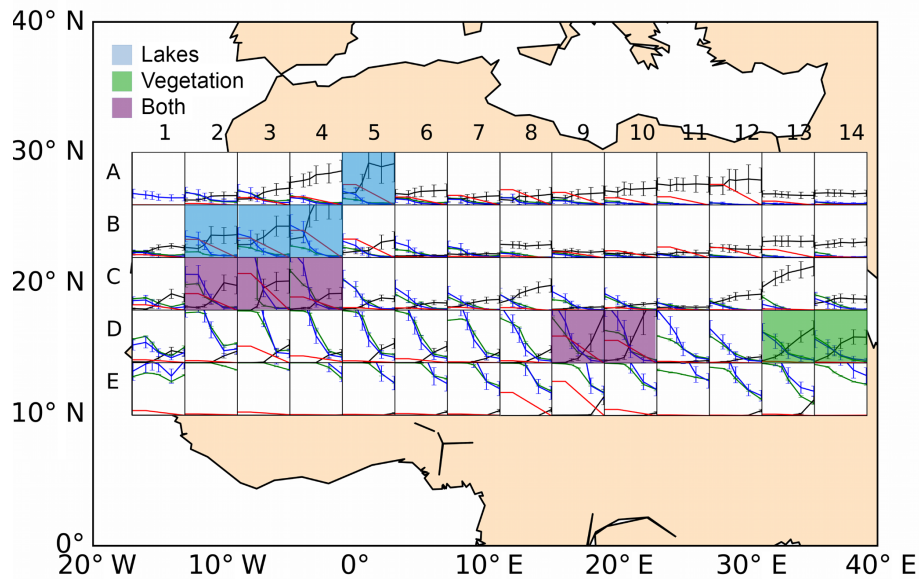 40° N
Lakes
Vegetation
Both
1 2 3 4 5 6 7 8 9 10 11 12 13 14
30° N
A
B
20° N
C
D
E
10° N
0°
20° W 10° W 0° 10° E 20° E 30° E 40° E